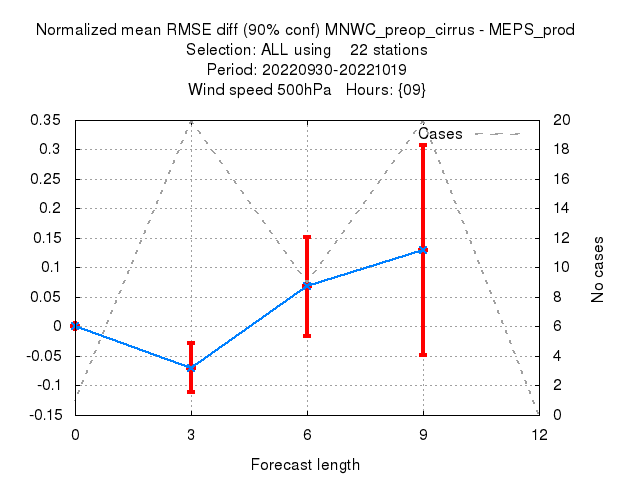 Normalized mean RMSE diff (90% conf) MNWC_preop_cirrus - MEPS_prod
Selection: ALL using    22 stations
Period: 20220930-20221019
Wind speed 500hPa   Hours: {09}
Cases
0.35
0.3
0.25
0.2
0.15
0.1
0.05
0
-0.05
-0.1
-0.15
20
18
16
14
12
10
8
6
4
2
0
No cases
0 3 6 9 12
Forecast length